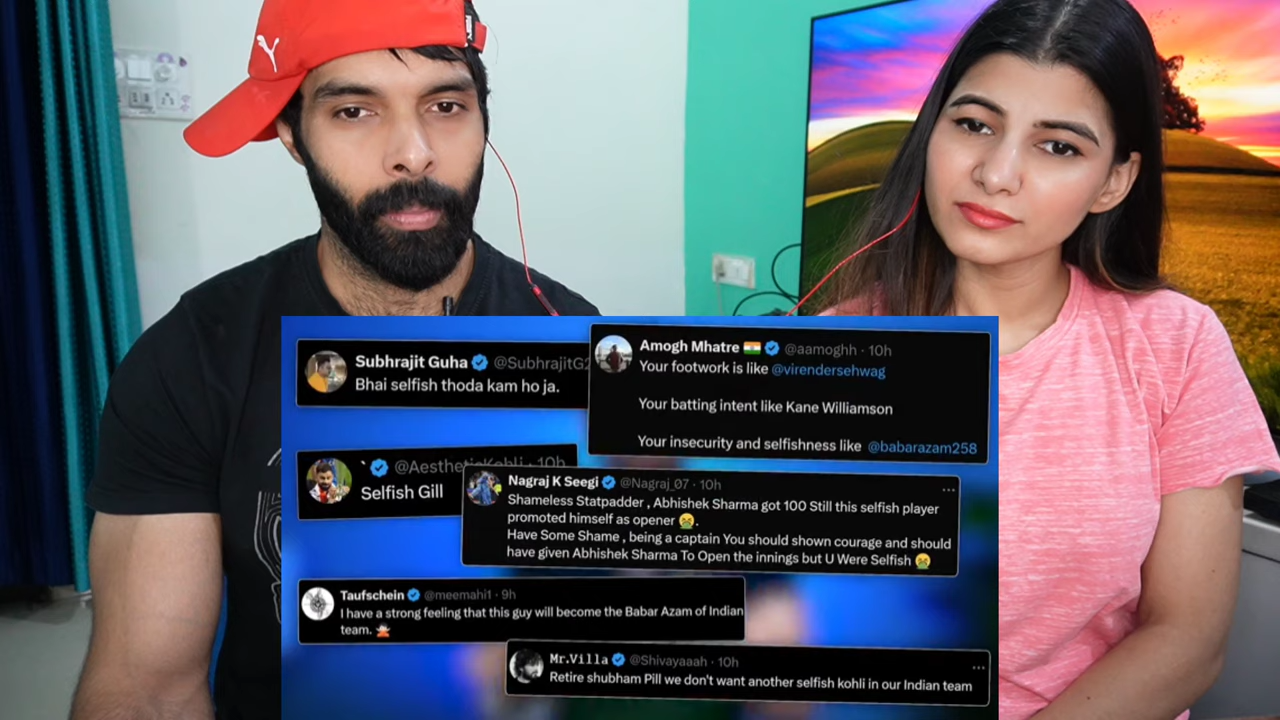 Subhrajit Guha @SubhrajitG2
Bhai selfish thoda kam ho ja.
Amogh Mhatre 🇮🇳 @aamoghh · 10h
Your footwork is like @virendersehwag
Your batting intent like Kane Williamson
Your insecurity and selfishness like @babarazam258
@AestheticKohli · 10h
Selfish Gill
Nagraj K Seegi @Nagraj_07 · 10h
Shameless Statpadder , Abhishek Sharma got 100 Still this selfish player
promoted himself as opener 🤮.
Have Some Shame , being a captain You should shown courage and should
have given Abhishek Sharma To Open the innings but U Were Selfish 🤮
Taufschein @meemahi1 · 9h
I have a strong feeling that this guy will become the Babar Azam of Indian
team.
Mr.Villa @Shivayaaah · 10h
Retire shubham Pill we don't want another selfish kohli in our Indian team